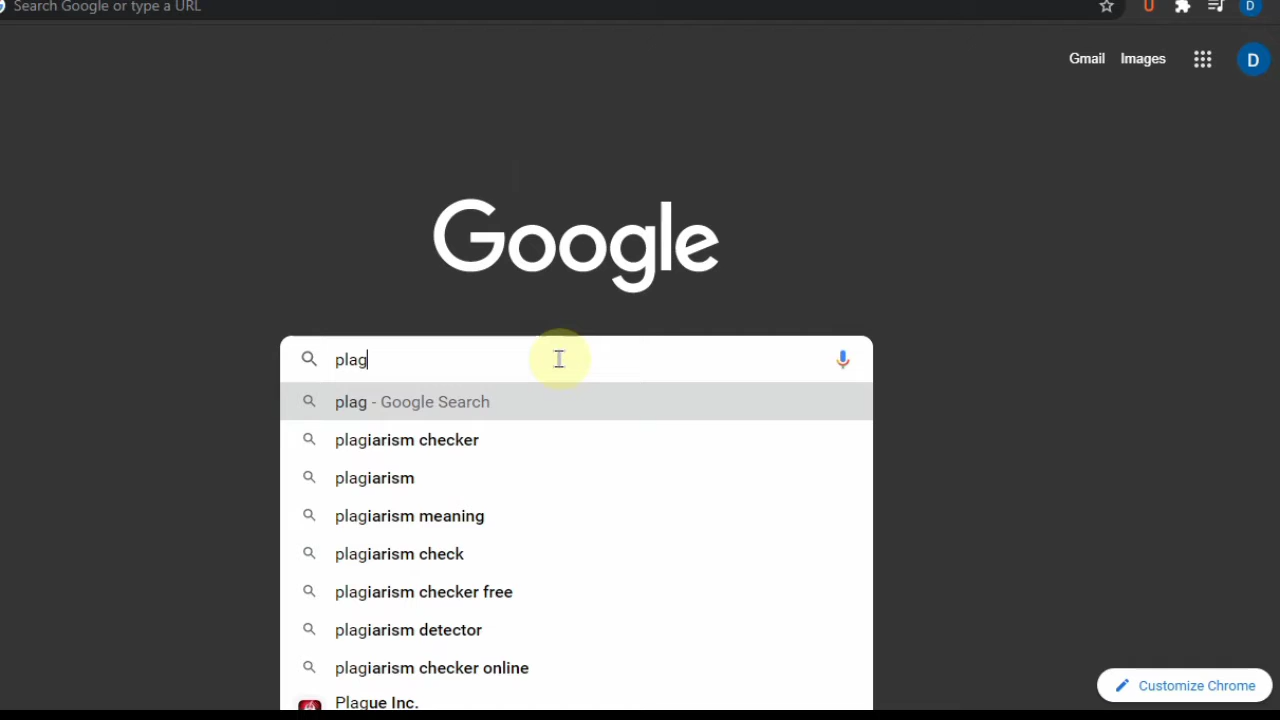 Search Google or type a URL
U
D
Gmail Images
D
Google
plag
plag - Google Search
plagiarism checker
plagiarism
plagiarism meaning
plagiarism check
plagiarism checker free
plagiarism detector
plagiarism checker online
Plague Inc.
Customize Chrome